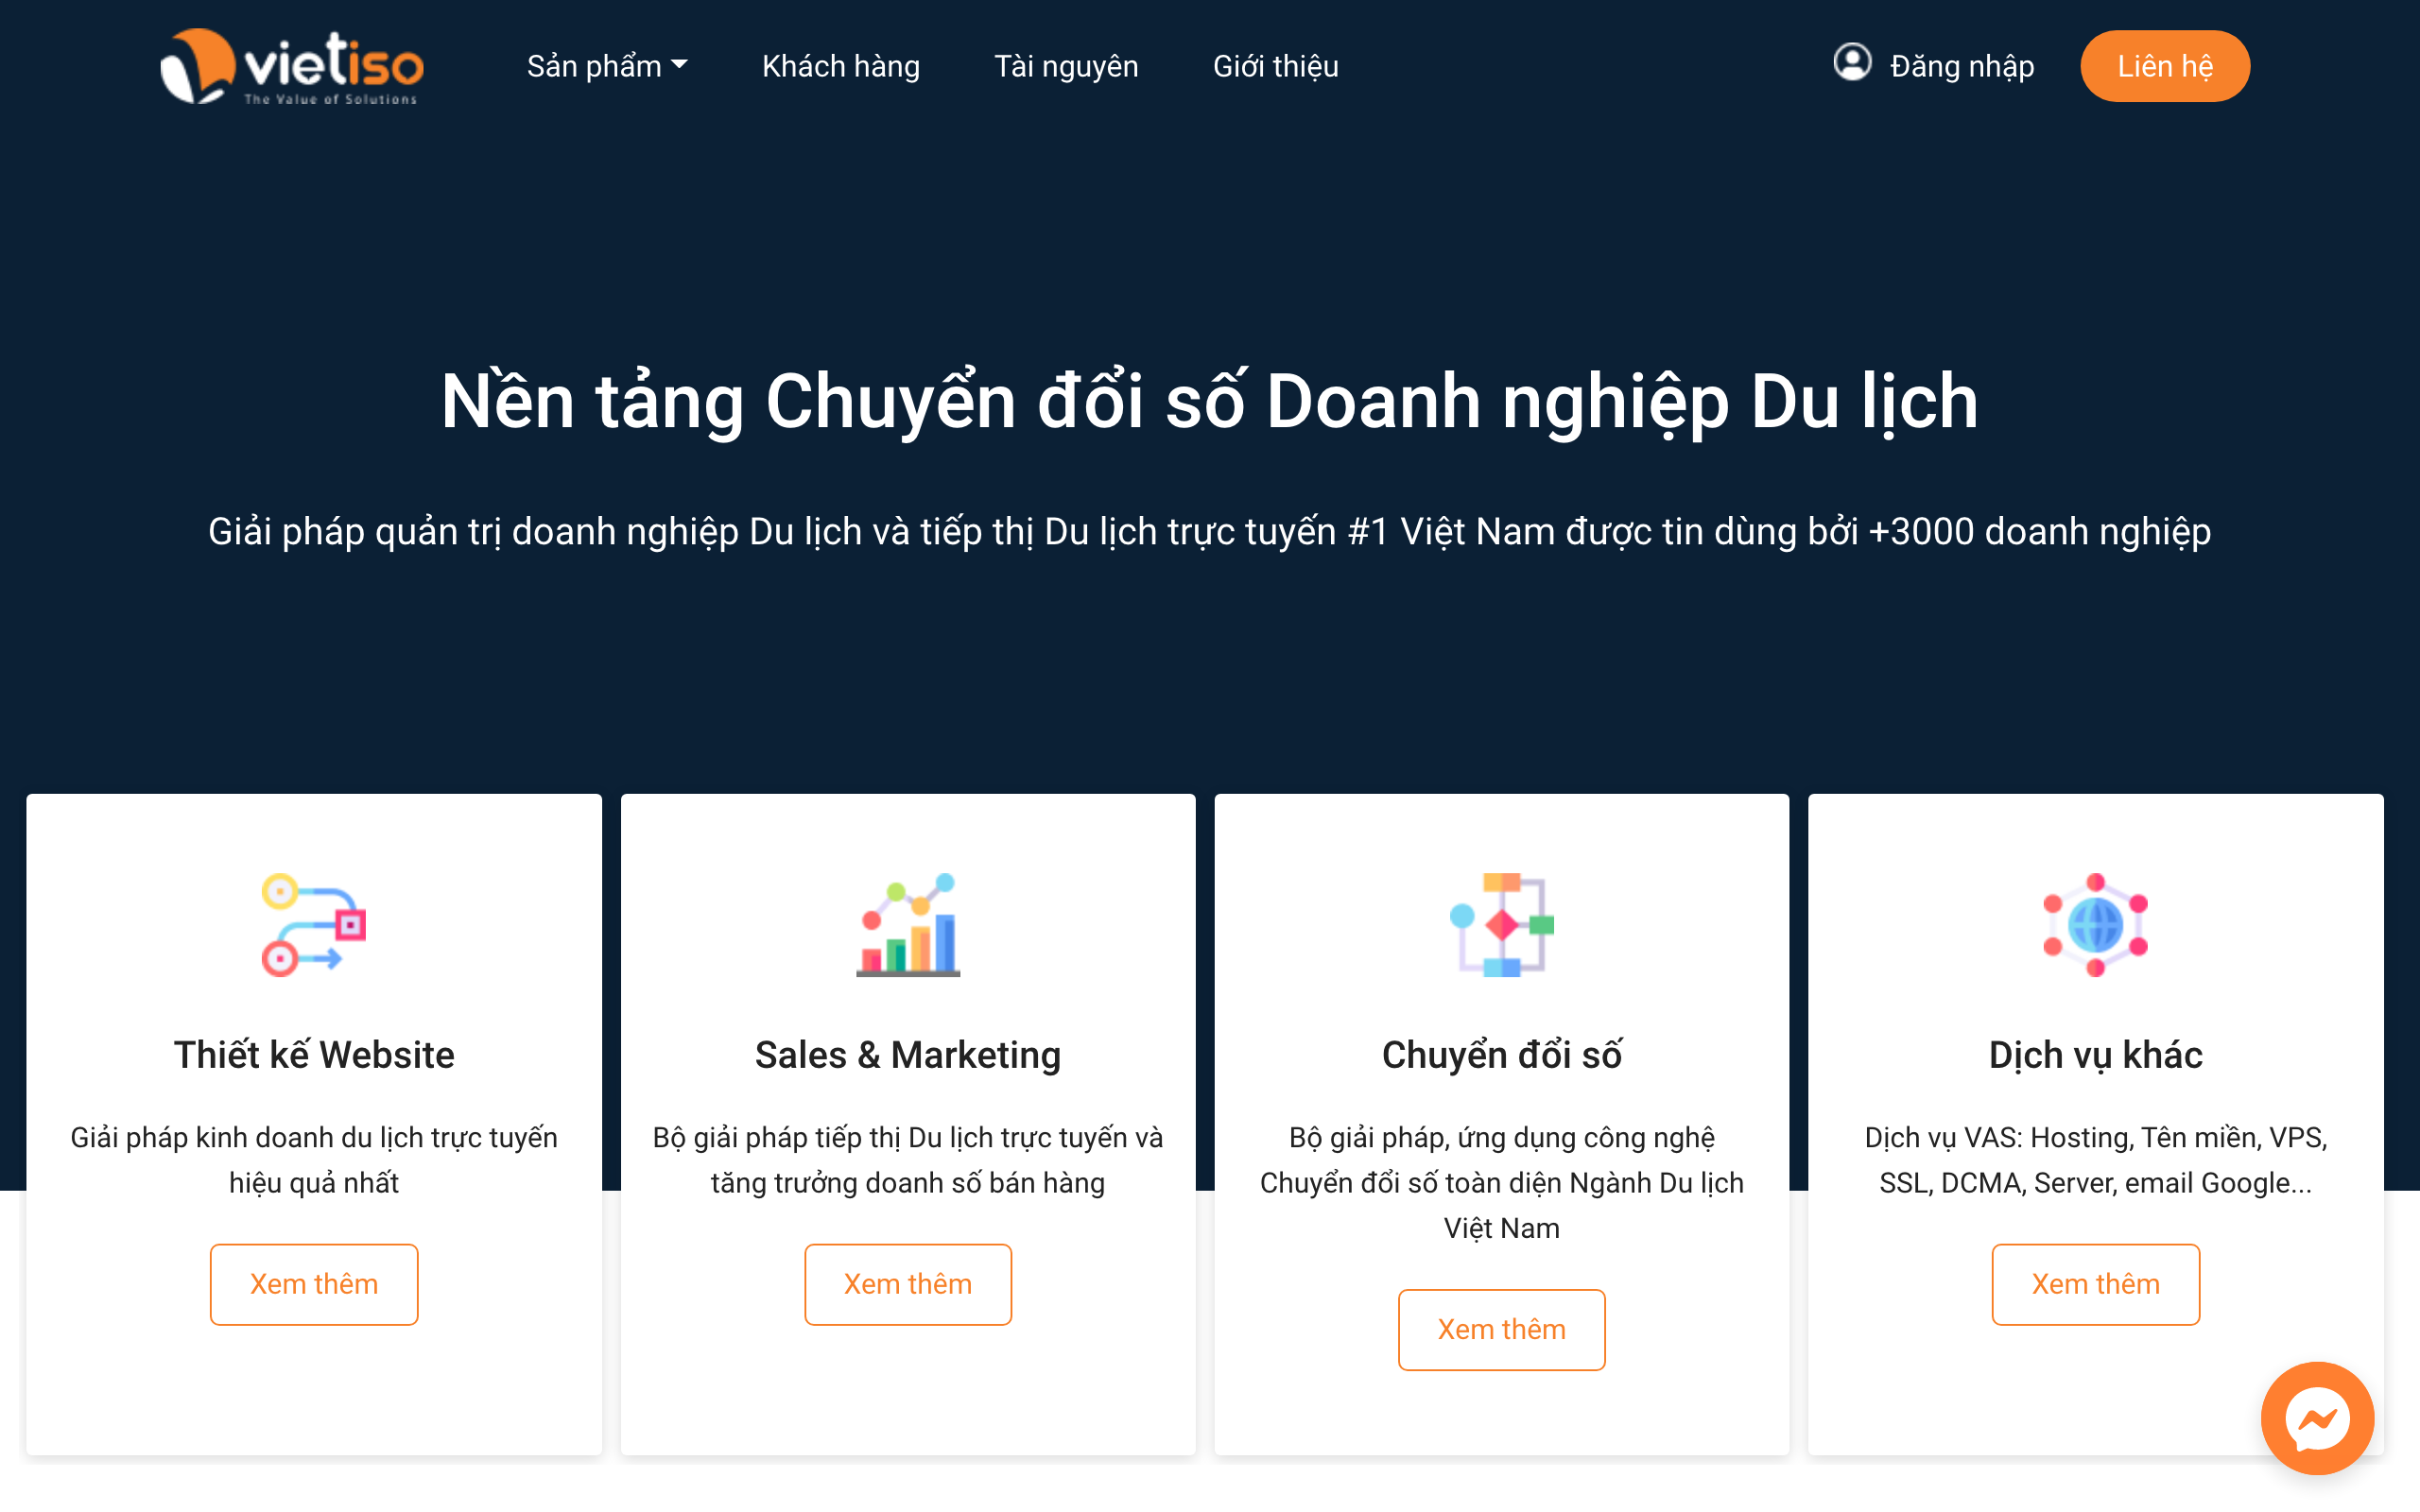 vietiso
The Value of Solutions
Sản phẩm
Khách hàng
Tài nguyên
Giới thiệu
Đăng nhập
Liên hệ
Nền tảng Chuyển đổi số Doanh nghiệp Du lịch
Giải pháp quản trị doanh nghiệp Du lịch và tiếp thị Du lịch trực tuyến #1 Việt Nam được tin dùng bởi +3000 doanh nghiệp
Thiết kế Website
Giải pháp kinh doanh du lịch trực tuyến
hiệu quả nhất
Xem thêm
Sales & Marketing
Bộ giải pháp tiếp thị Du lịch trực tuyến và
tăng trưởng doanh số bán hàng
Xem thêm
Chuyển đổi số
Bộ giải pháp, ứng dụng công nghệ
Chuyển đổi số toàn diện Ngành Du lịch
Việt Nam
Xem thêm
Dịch vụ khác
Dịch vụ VAS: Hosting, Tên miền, VPS,
SSL, DCMA, Server, email Google...
Xem thêm